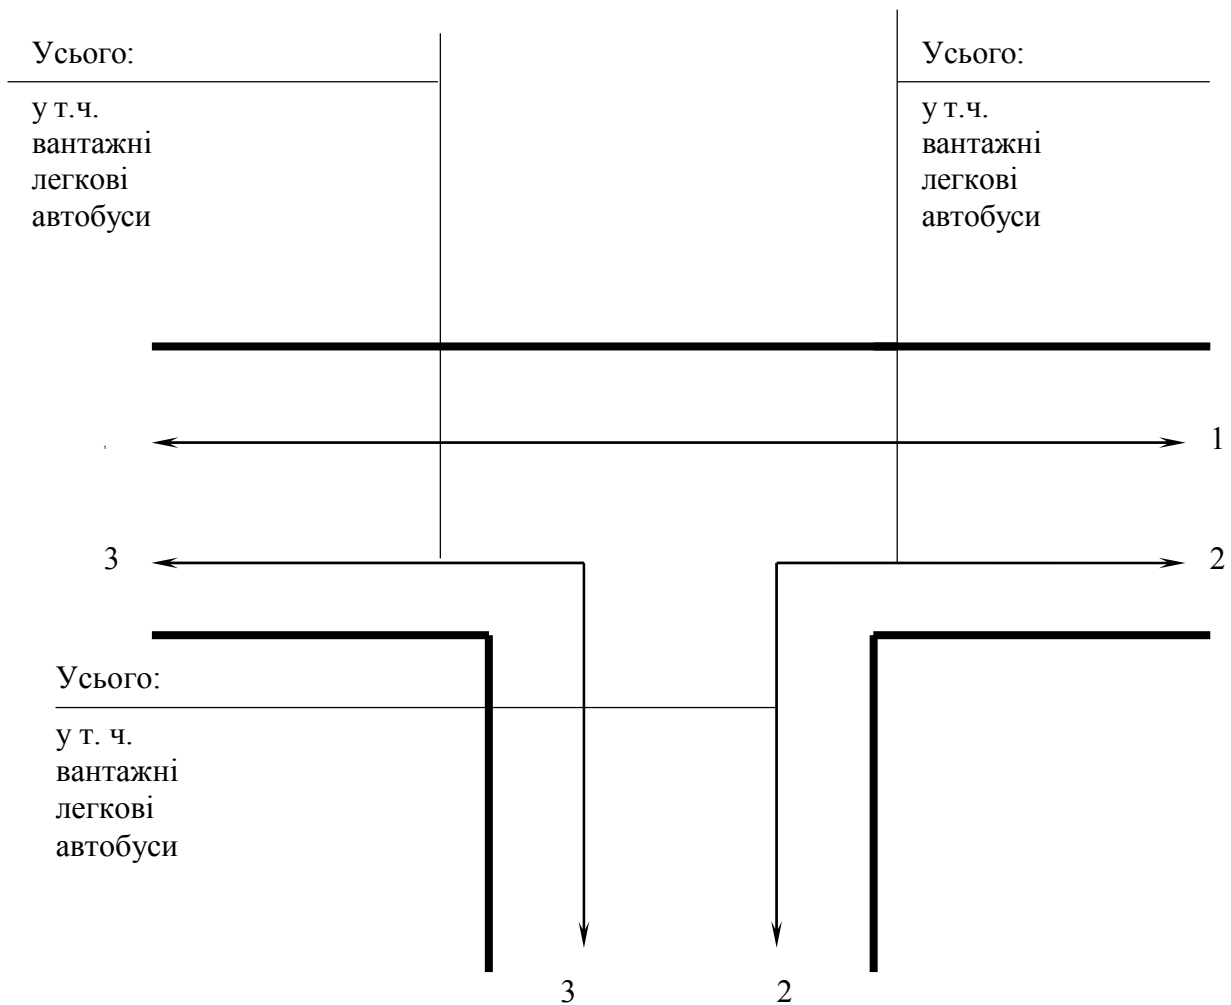 Усього:
у т.ч.
вантажні
легкові
автобуси
Усього:
у т.ч.
вантажні
легкові
автобуси
1
3
2
Усього:
у т. ч.
вантажні
легкові
автобуси
3
2